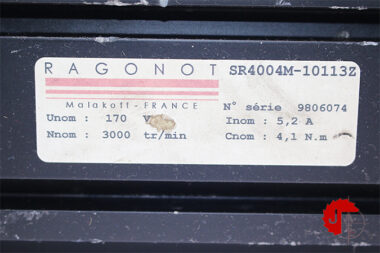 RAGONOT SR4004M-10113Z
Malakoff-FRANCE
N° série 9806074
Unom : 170 V
Inom : 5,2 A
Nnom : 3000 tr/min
Cnom : 4,1 N.m